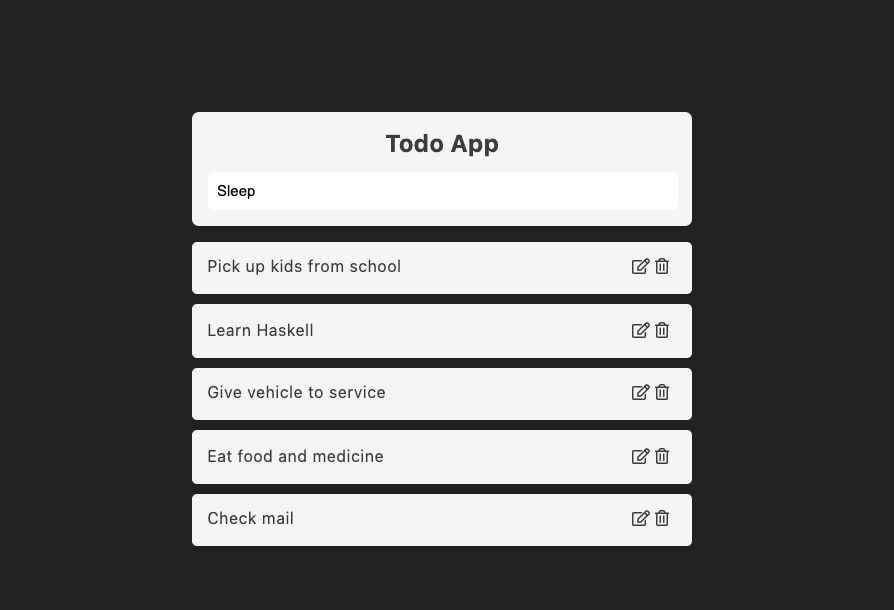 Todo App
Sleep
Pick up kids from school
Learn Haskell
Give vehicle to service
Eat food and medicine
Check mail